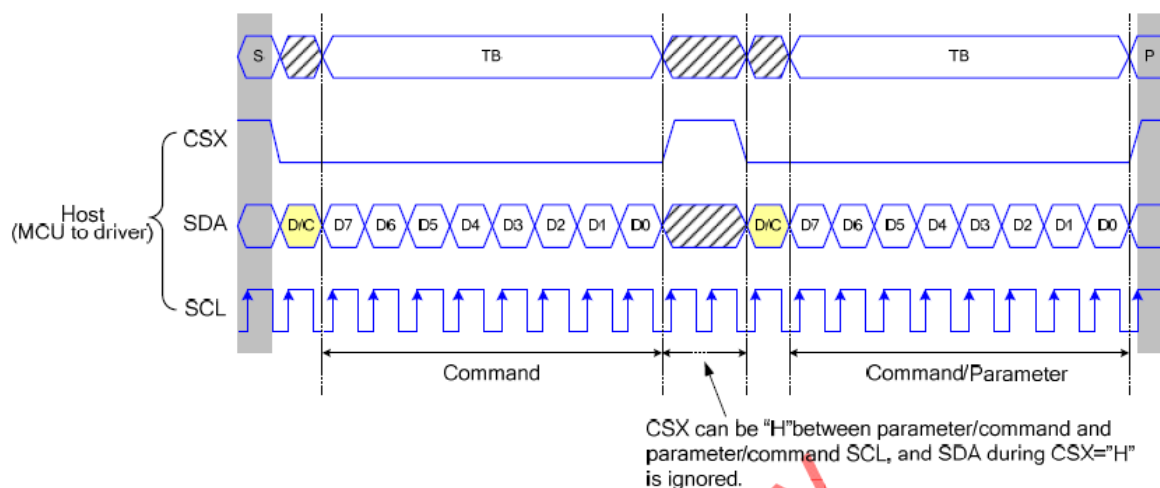 S TB TB P
CSX
Host
(MCU to driver)
SDA D/C D7 D6 D5 D4 D3 D2 D1 D0 D/C D7 D6 D5 D4 D3 D2 D1 D0
SCL
Command Command/Parameter
CSX can be “H”between parameter/command and
parameter/command SCL, and SDA during CSX=”H”
is ignored.